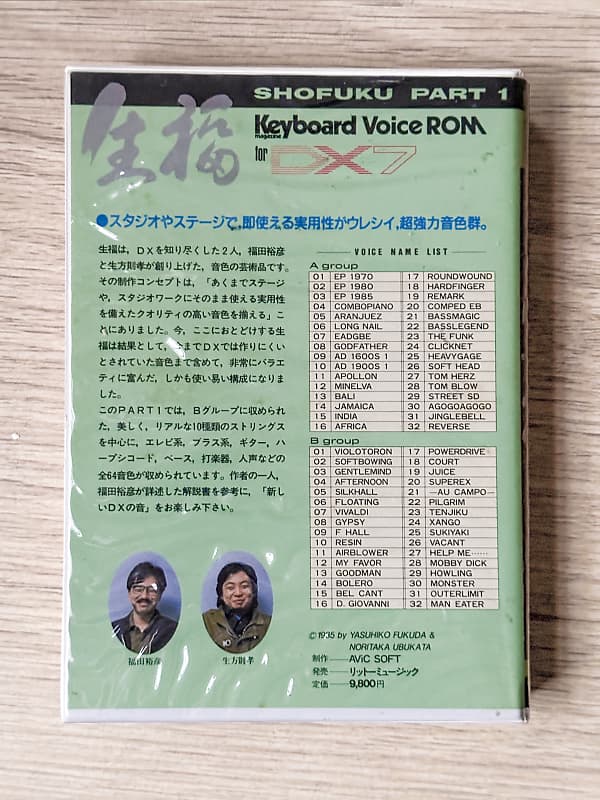 SHOFUKU PART 1
生福
Keyboard Voice ROM
magazine
for DX7
●スタジオやステージで,即使える実用性がウレシイ,超強力音色群。
生福は，DXを知り尽くした2人，福田裕彦
と生方則孝が創り上げた，音色の芸術品です。
その制作コンセプトは，「あくまでステージ
や，スタジオワークにそのまま使える実用性
を備えたクオリティの高い音色を揃える」こ
とにありました。今，ここにおとどけする生
福は結果として，今までDXでは作りにくい
とされていた音色まで含めて，非常にバラエ
ティに富んだ，しかも使い易い構成になりま
した。
このPART1では，Bグループに収められ
た，美しく，リアルな10種類のストリングス
を中心に，エレピ系，ブラス系，ギター，ハ
ープシコード，ベース，打楽器，人声などの
全64音色が収められています。作者の一人，
福田裕彦が詳述した解説書を参考に，「新し
いDXの音」をお楽しみ下さい。
VOICE NAME LIST
A group
01 EP 1970 17 ROUNDWOUND
02 EP 1980 18 HARDFINGER
03 EP 1985 19 REMARK
04 COMBOPIANO 20 COMPED EB
05 ARANJUEZ 21 BASSMAGIC
06 LONG NAIL 22 BASSLEGEND
07 EADGBE 23 THE FUNK
08 GODFATHER 24 CLICKNET
09 AD 1600S 1 25 HEAVYGAGE
10 AD 1900S 1 26 SOFT HEAD
11 APOLLON 27 TOM HERZ
12 MINELVA 28 TOM BLOW
13 BALI 29 STREET SD
14 JAMAICA 30 AGOGOAGOGO
15 INDIA 31 JINGLEBELL
16 AFRICA 32 REVERSE
B group
01 VIOLOTORON 17 POWERDRIVE
02 SOFTBOWING 18 COURT
03 GENTLEMIND 19 JUICE
04 AFTERNOON 20 SUPEREX
05 SILKHALL 21 —AU CAMPO—
06 FLOATING 22 PILGRIM
07 VIVALDI 23 TENJIKU
08 GYPSY 24 XANGO
09 F HALL 25 SUKIYAKI
10 RESIN 26 VACANT
11 AIRBLOWER 27 HELP ME……
12 MY FAVOR 28 MOBBY DICK
13 GOODMAN 29 HOWLING
14 BOLERO 30 MONSTER
15 BEL CANT 31 OUTERLIMIT
16 D. GIOVANNI 32 MAN EATER
福田裕彦
生方則孝
©1985 by YASUHIKO FUKUDA &
NORITAKA UBUKATA
制作——AViC SOFT
発売——リットーミュージック
定価——9,800円